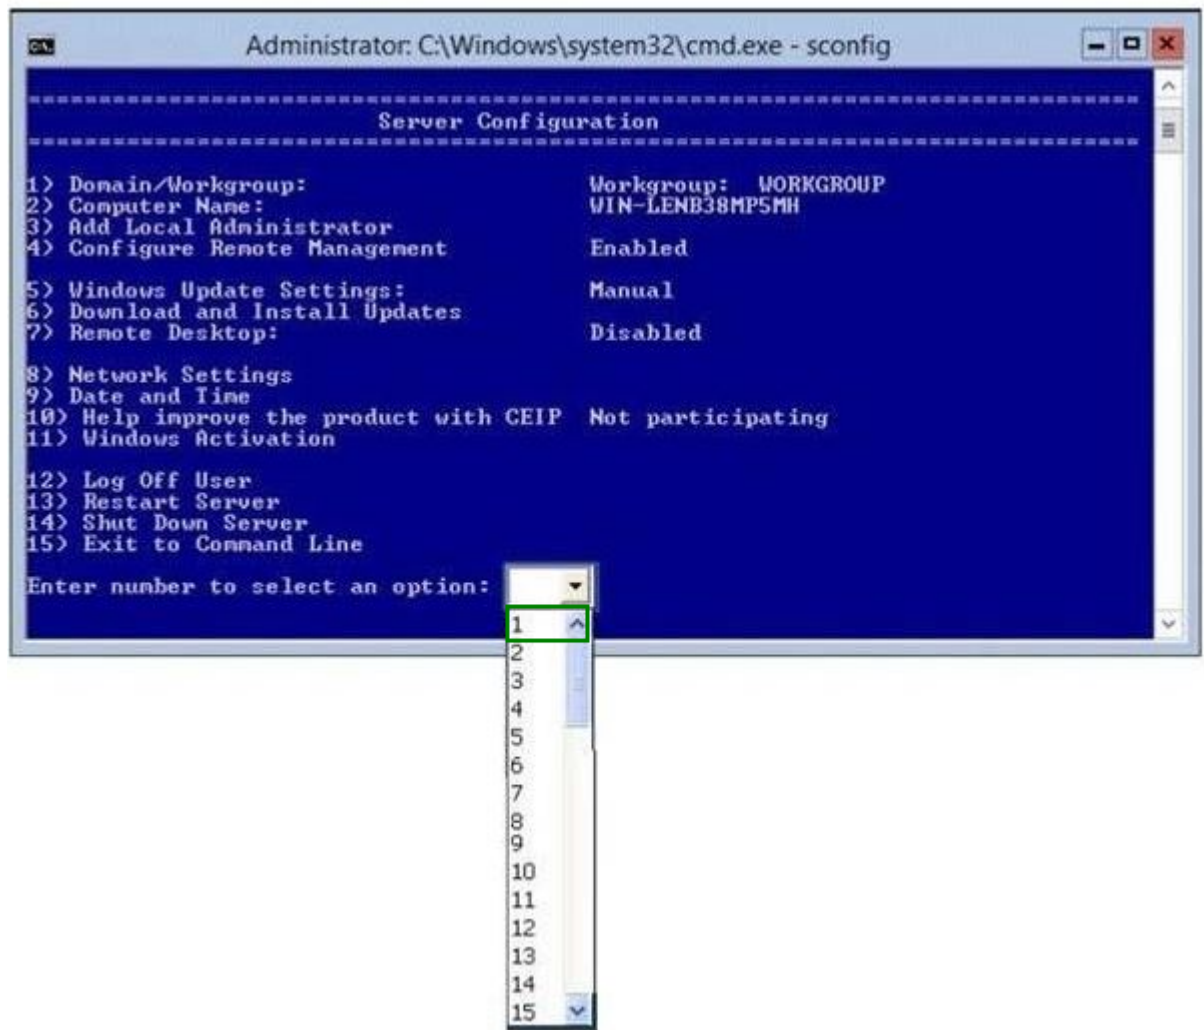 Administrator: C:\Windows\system32\cmd.exe - sconfig
Server Configuration
1) Domain/Workgroup: Workgroup: WORKGROUP
2) Computer Name: WIN-LENB38MP5MH
3) Add Local Administrator
4) Configure Remote Management Enabled
5) Windows Update Settings: Manual
6) Download and Install Updates
7) Remote Desktop: Disabled
8) Network Settings
9) Date and Time
10) Help improve the product with CEIP Not participating
11) Windows Activation
12) Log Off User
13) Restart Server
14) Shut Down Server
15) Exit to Command Line
Enter number to select an option:
1
2
3
4
5
6
7
8
9
10
11
12
13
14
15